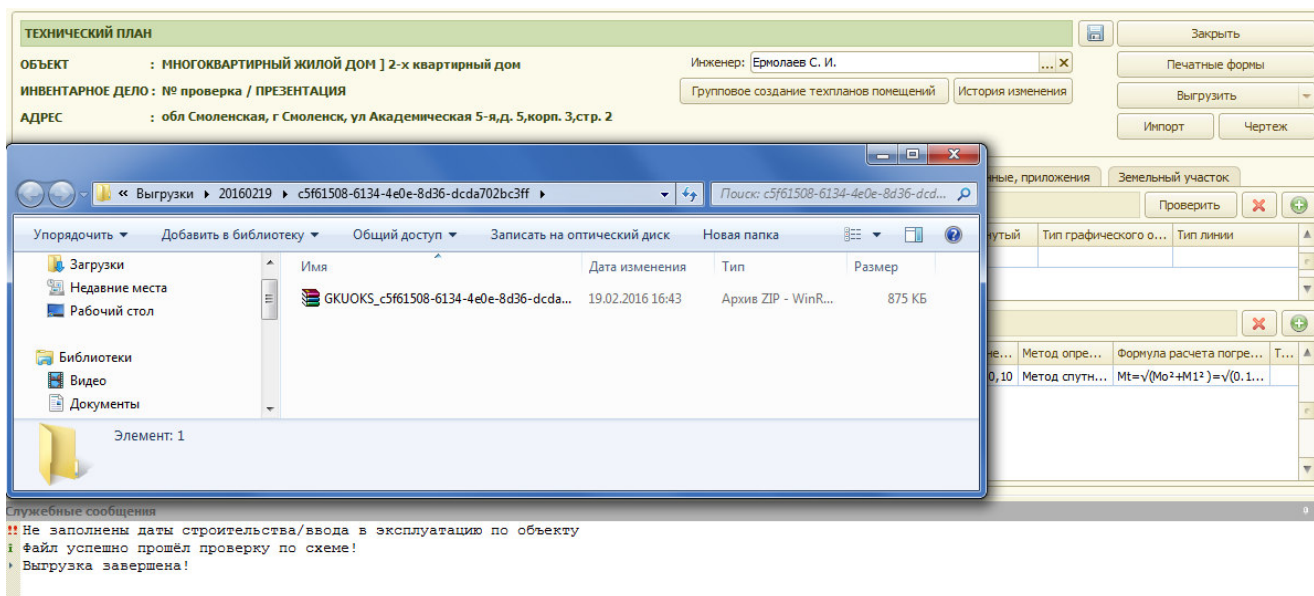 ТЕХНИЧЕСКИЙ ПЛАН
Закрыть
ОБЪЕКТ : МНОГОКВАРТИРНЫЙ ЖИЛОЙ ДОМ ] 2-х квартирный дом
Инженер: Ермолаев С. И. ... X
Печатные формы
ИНВЕНТАРНОЕ ДЕЛО : № проверка / ПРЕЗЕНТАЦИЯ
Групповое создание техпланов помещений История изменения
Выгрузить
АДРЕС : обл Смоленская, г Смоленск, ул Академическая 5-я,д. 5,корп. 3,стр. 2
Импорт Чертеж
« Выгрузки 20160219 c5f61508-6134-4e0e-8d36-dcda702bc3ff
Поиск: c5f61508-6134-4e0e-8d36-dcd...
Упорядочить Добавить в библиотеку Общий доступ Записать на оптический диск Новая папка
Загрузки
Недавние места
Рабочий стол
Библиотеки
Видео
Документы
Имя Дата изменения Тип Размер
GKUOKS_c5f61508-6134-4e0e-8d36-dcda... 19.02.2016 16:43 Архив ZIP - WinR... 875 КБ
Элемент: 1
приложения Земельный участок
Проверить
Тип графического о... Тип линии
Метод опре... Формула расчета погре... Т...
0,10 Метод спутн... Mt=√(Mo²+M1²)=√(0.1...
Служебные сообщения
!! Не заполнены даты строительства/ввода в эксплуатацию по объекту
i Файл успешно прошёл проверку по схеме!
Выгрузка завершена!